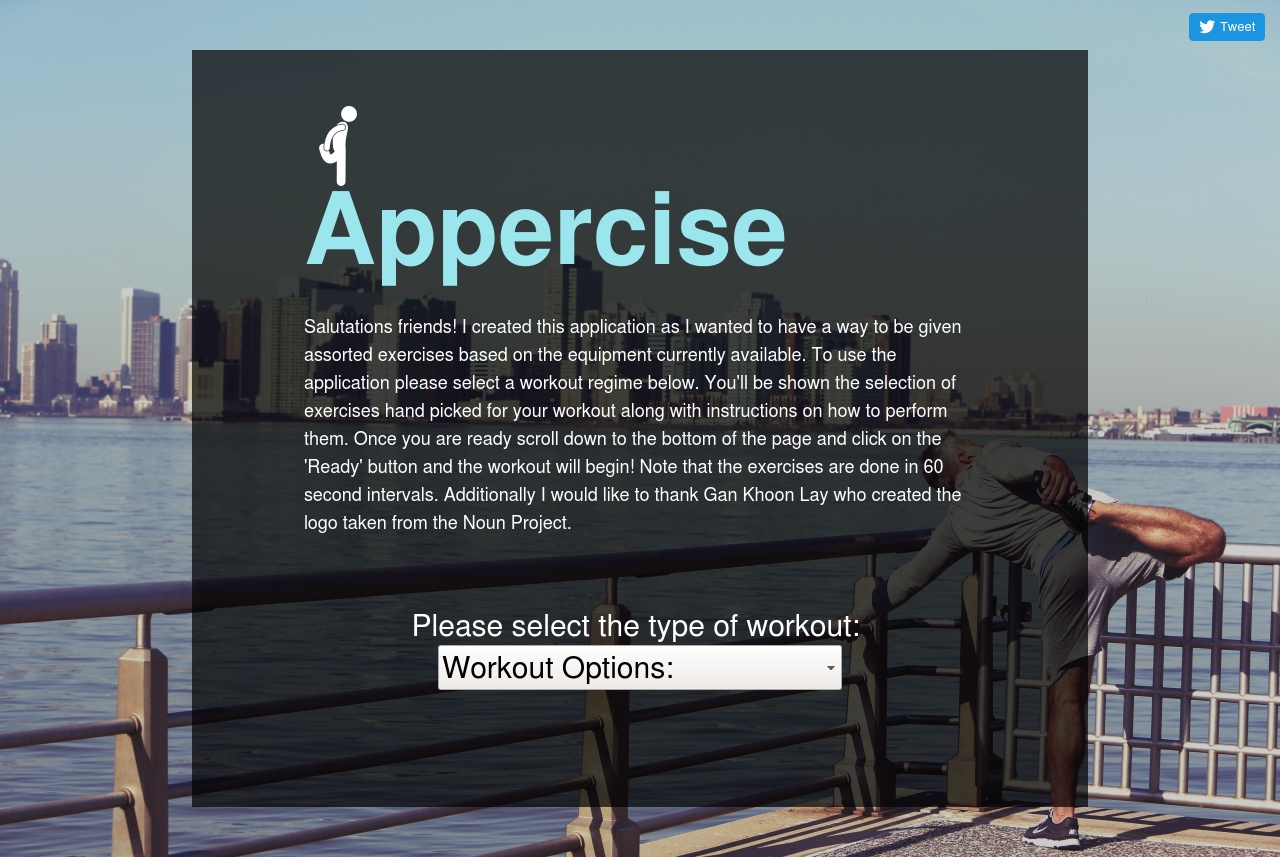 Tweet
Appercise
Salutations friends! I created this application as I wanted to have a way to be given
assorted exercises based on the equipment currently available. To use the
application please select a workout regime below. You'll be shown the selection of
exercises hand picked for your workout along with instructions on how to perform
them. Once you are ready scroll down to the bottom of the page and click on the
'Ready' button and the workout will begin! Note that the exercises are done in 60
second intervals. Additionally I would like to thank Gan Khoon Lay who created the
logo taken from the Noun Project.
Please select the type of workout:
Workout Options: